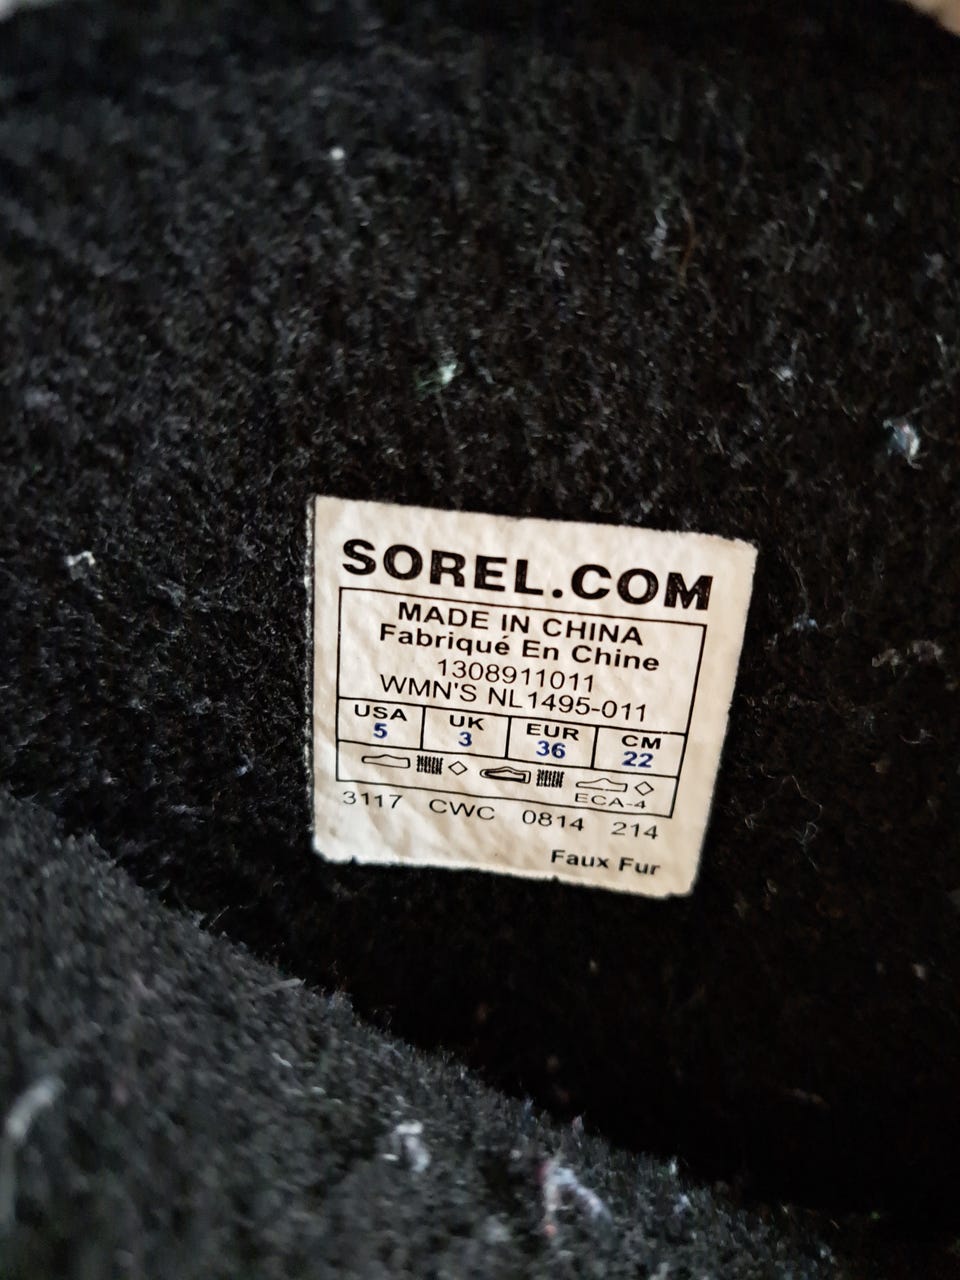 SOREL.COM
MADE IN CHINA
Fabriqué En Chine
1308911011
WMN'S NL1495-011
USA UK EUR CM
5 3 36 22
ECA-4
3117 CWC 0814 214
Faux Fur